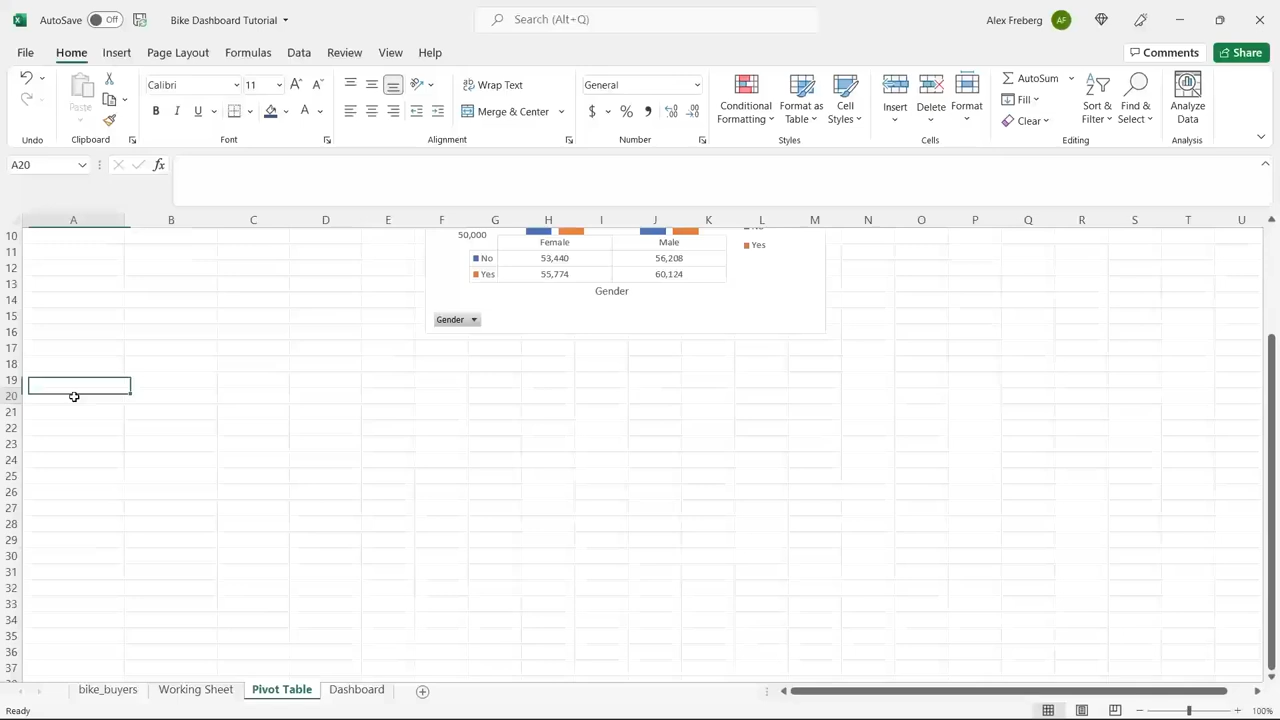 AutoSave Off Bike Dashboard Tutorial Search (Alt+Q) Alex Freberg AF
File Home Insert Page Layout Formulas Data Review View Help Comments Share
Calibri 11 A^ Aˇ Wrap Text General AutoSum
Paste Conditional Formatting Format as Table Cell Styles Insert Delete Format Fill Sort & Filter Find & Select Analyze Data
B I U A Merge & Center $ % , Clear
Undo Clipboard Font Alignment Number Styles Cells Editing Analysis
A20 fx
A B C D E F G H I J K L M N O P Q R S T U
10 50,000
11 Female Male Yes
12 No 53,440 56,208
13 Yes 55,774 60,124
14 Gender
15
16 Gender
17
18
19
20
21
22
23
24
25
26
27
28
29
30
31
32
33
34
35
36
37
bike_buyers Working Sheet Pivot Table Dashboard
Ready 100%